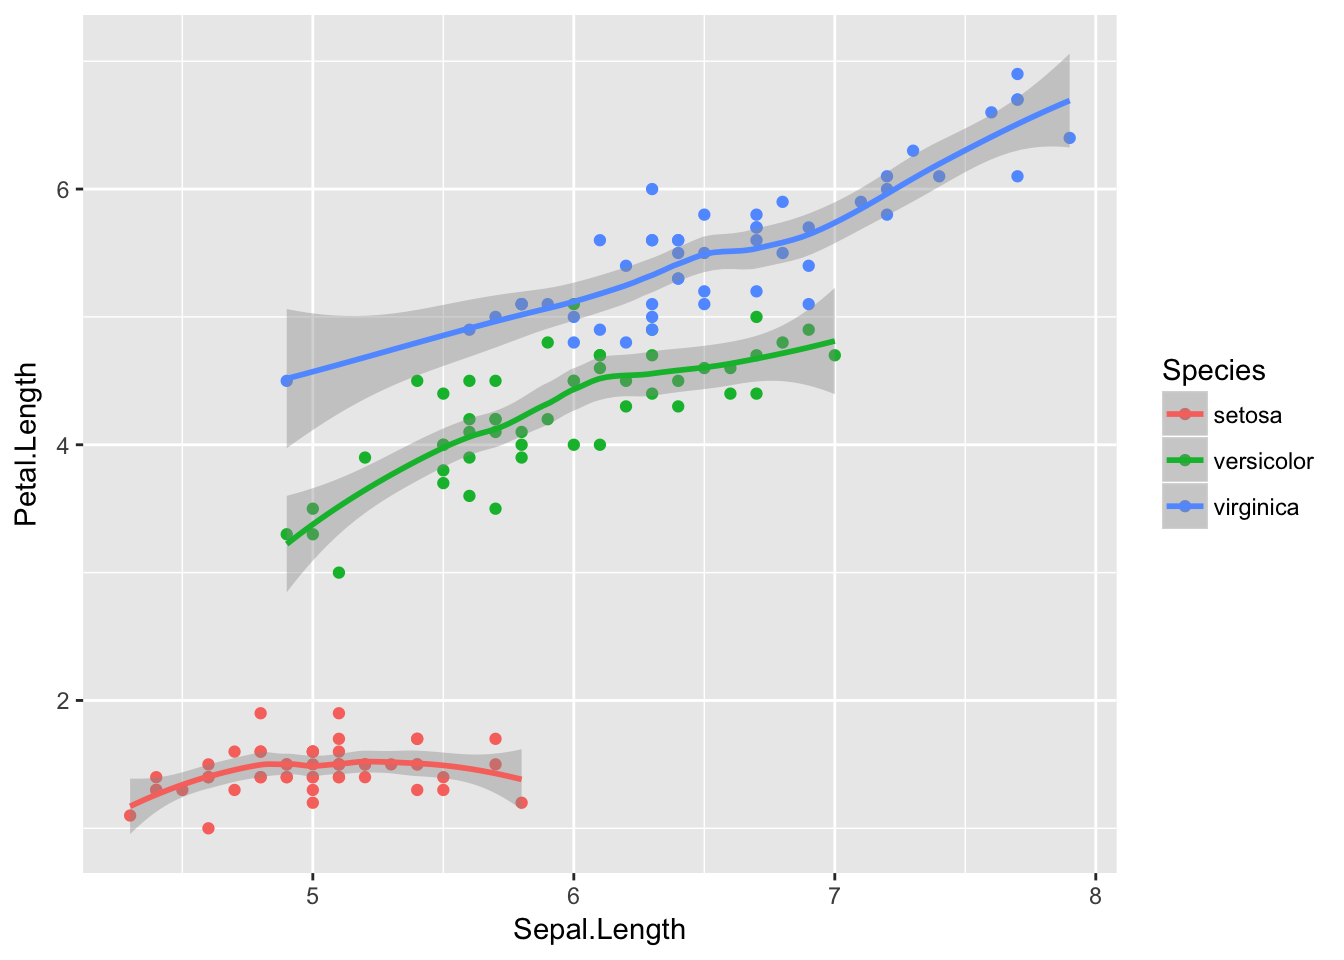 Petal.Length
6
4
2
5 6 7 8
Sepal.Length
Species
setosa
versicolor
virginica